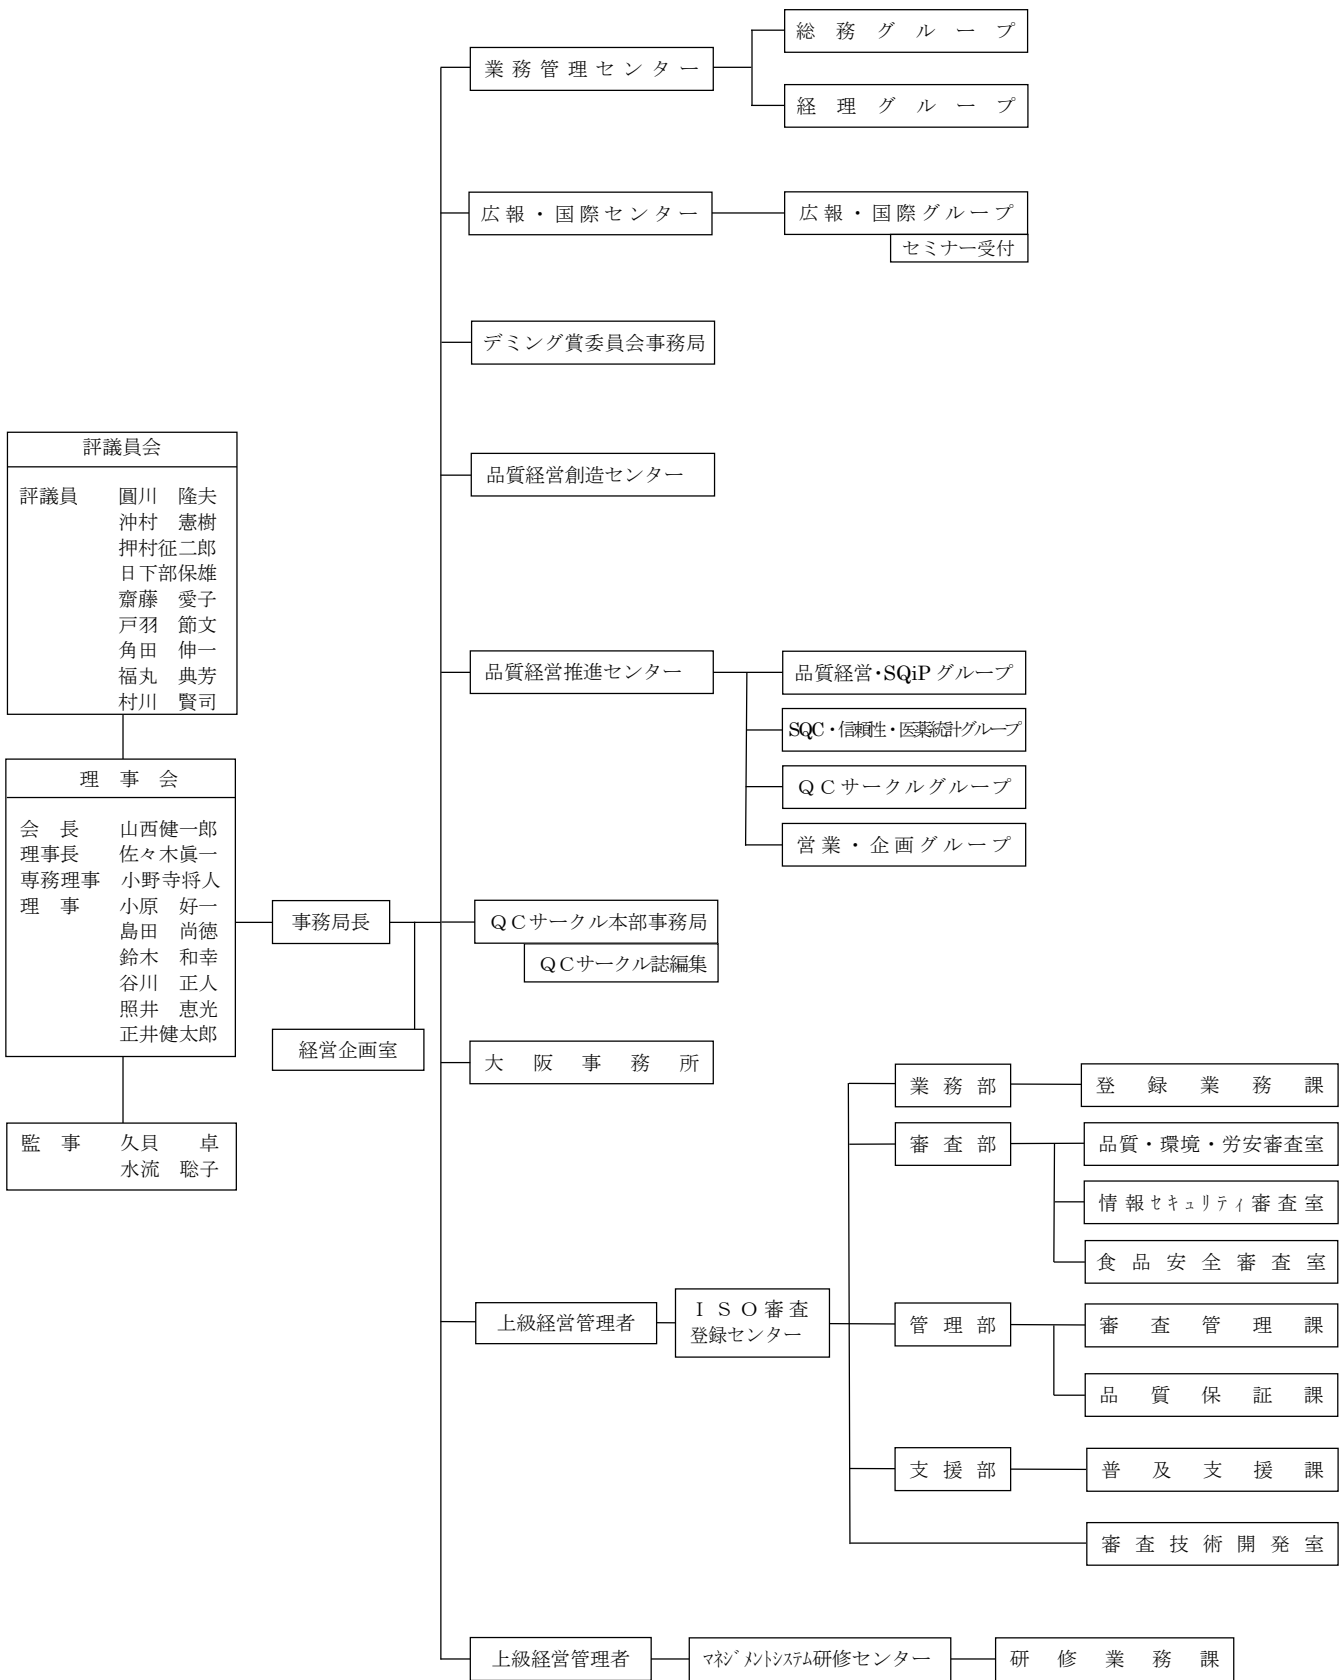 総務グループ
業務管理センター
経理グループ
広報・国際センター
広報・国際グループ
セミナー受付
デミング賞委員会事務局
品質経営創造センター
評議員会
評議員 圓川 隆夫
沖村 憲樹
押村征二郎
日下部保雄
齋藤 愛子
戸羽 節文
角田 伸一
福丸 典芳
村川 賢司
品質経営推進センター
品質経営・SQiPグループ
SQC・信頼性・医薬統計グループ
QCサークルグループ
営業・企画グループ
理事会
会長 山西健一郎
理事長 佐々木眞一
専務理事 小野寺将人
理事 小原 好一
島田 尚徳
鈴木 和幸
谷川 正人
照井 恵光
正井健太郎
事務局長
経営企画室
QCサークル本部事務局
QCサークル誌編集
大阪事務所
監事 久貝 卓
水流 聡子
上級経営管理者
ISO審査
登録センター
業務部
登録業務課
審査部
品質・環境・労安審査室
情報セキュリティ審査室
食品安全審査室
管理部
審査管理課
品質保証課
支援部
普及支援課
審査技術開発室
上級経営管理者
マネジメントシステム研修センター
研修業務課